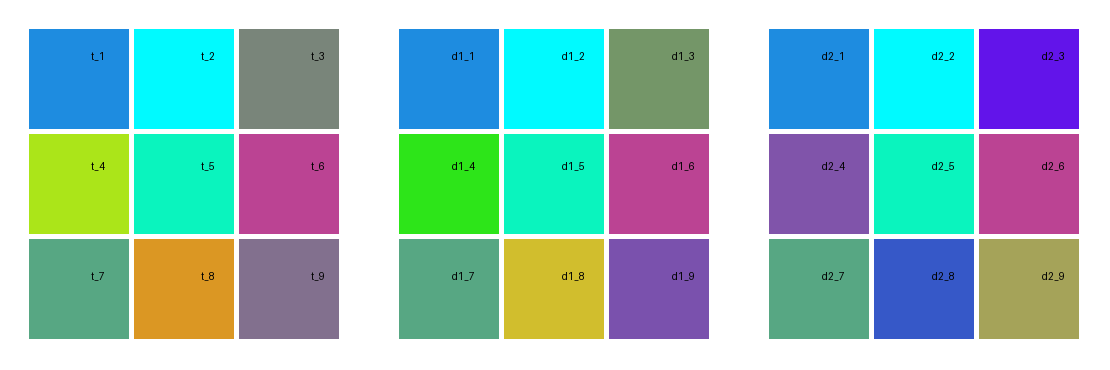 t_1 t_2 t_3 d1_1 d1_2 d1_3 d2_1 d2_2 d2_3
t_4 t_5 t_6 d1_4 d1_5 d1_6 d2_4 d2_5 d2_6
t_7 t_8 t_9 d1_7 d1_8 d1_9 d2_7 d2_8 d2_9